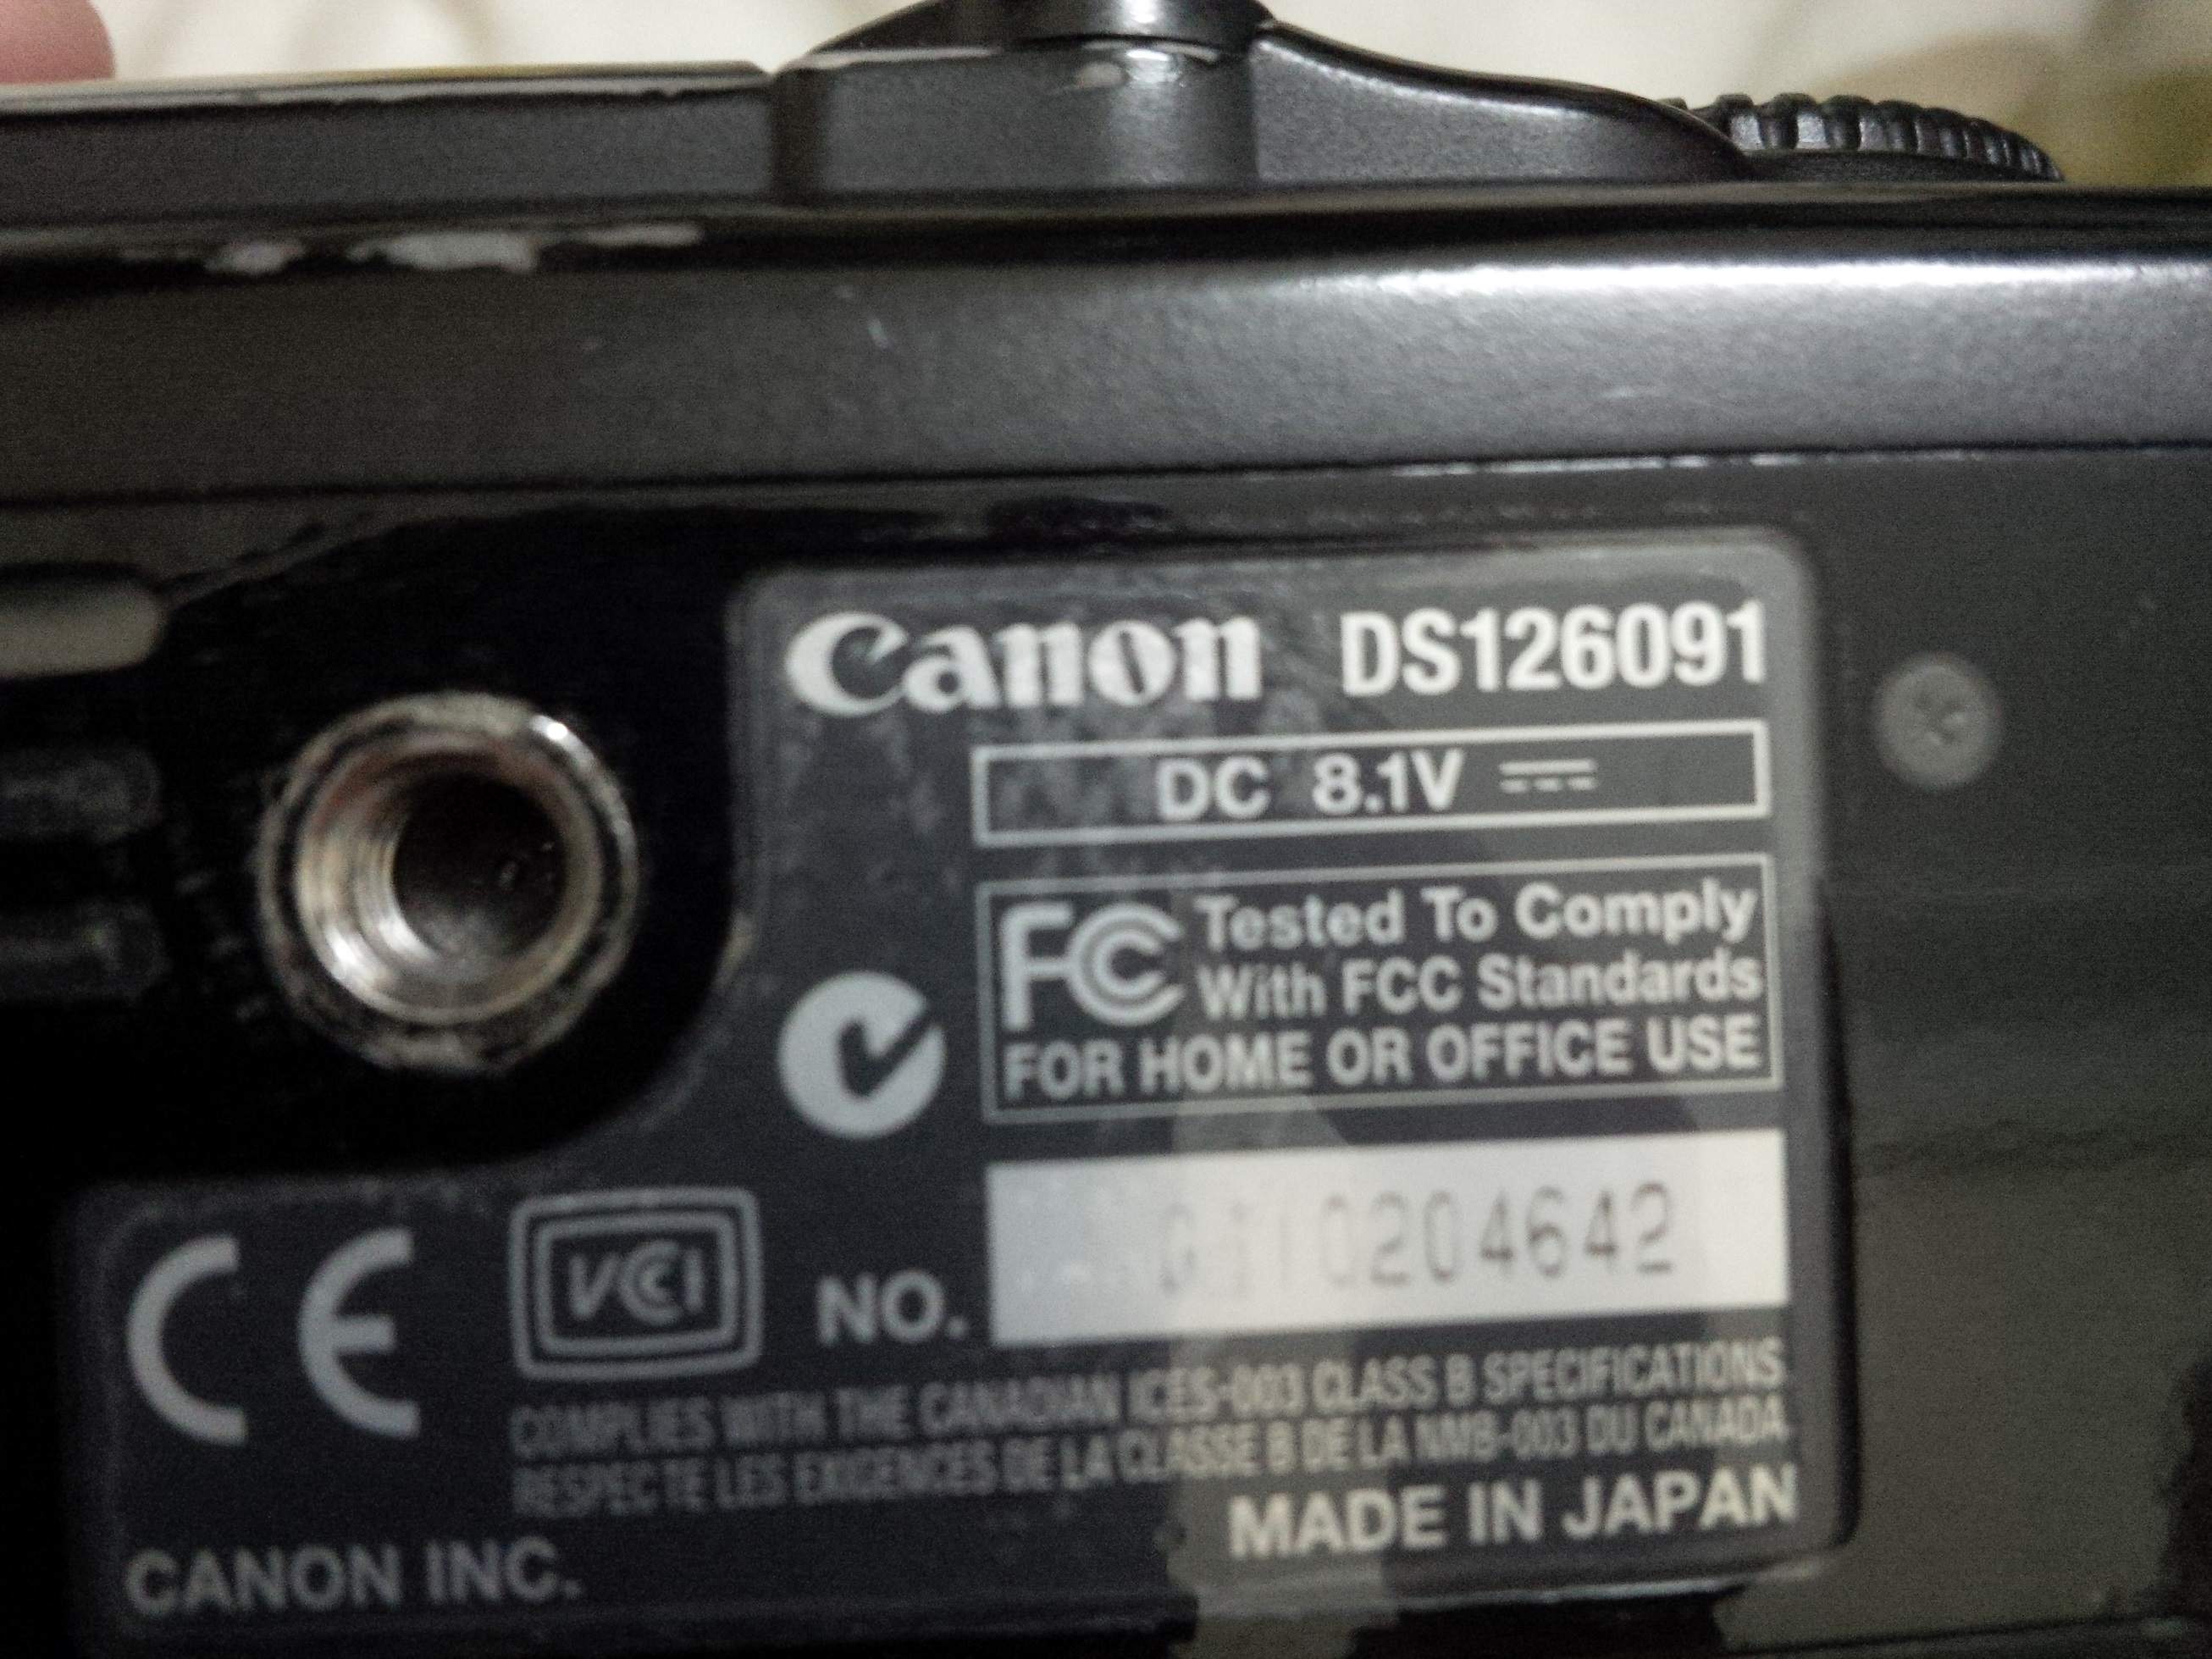 Canon DS126091
DC 8.1V
FC Tested To Comply
With FCC Standards
FOR HOME OR OFFICE USE
CE
VCCI
NO. 0204642
COMPLIES WITH THE CANADIAN ICES-003 CLASS B SPECIFICATIONS
RESPECTE LES EXIGENCES DE LA CLASSE B DE LA NMB-003 DU CANADA
MADE IN JAPAN
CANON INC.